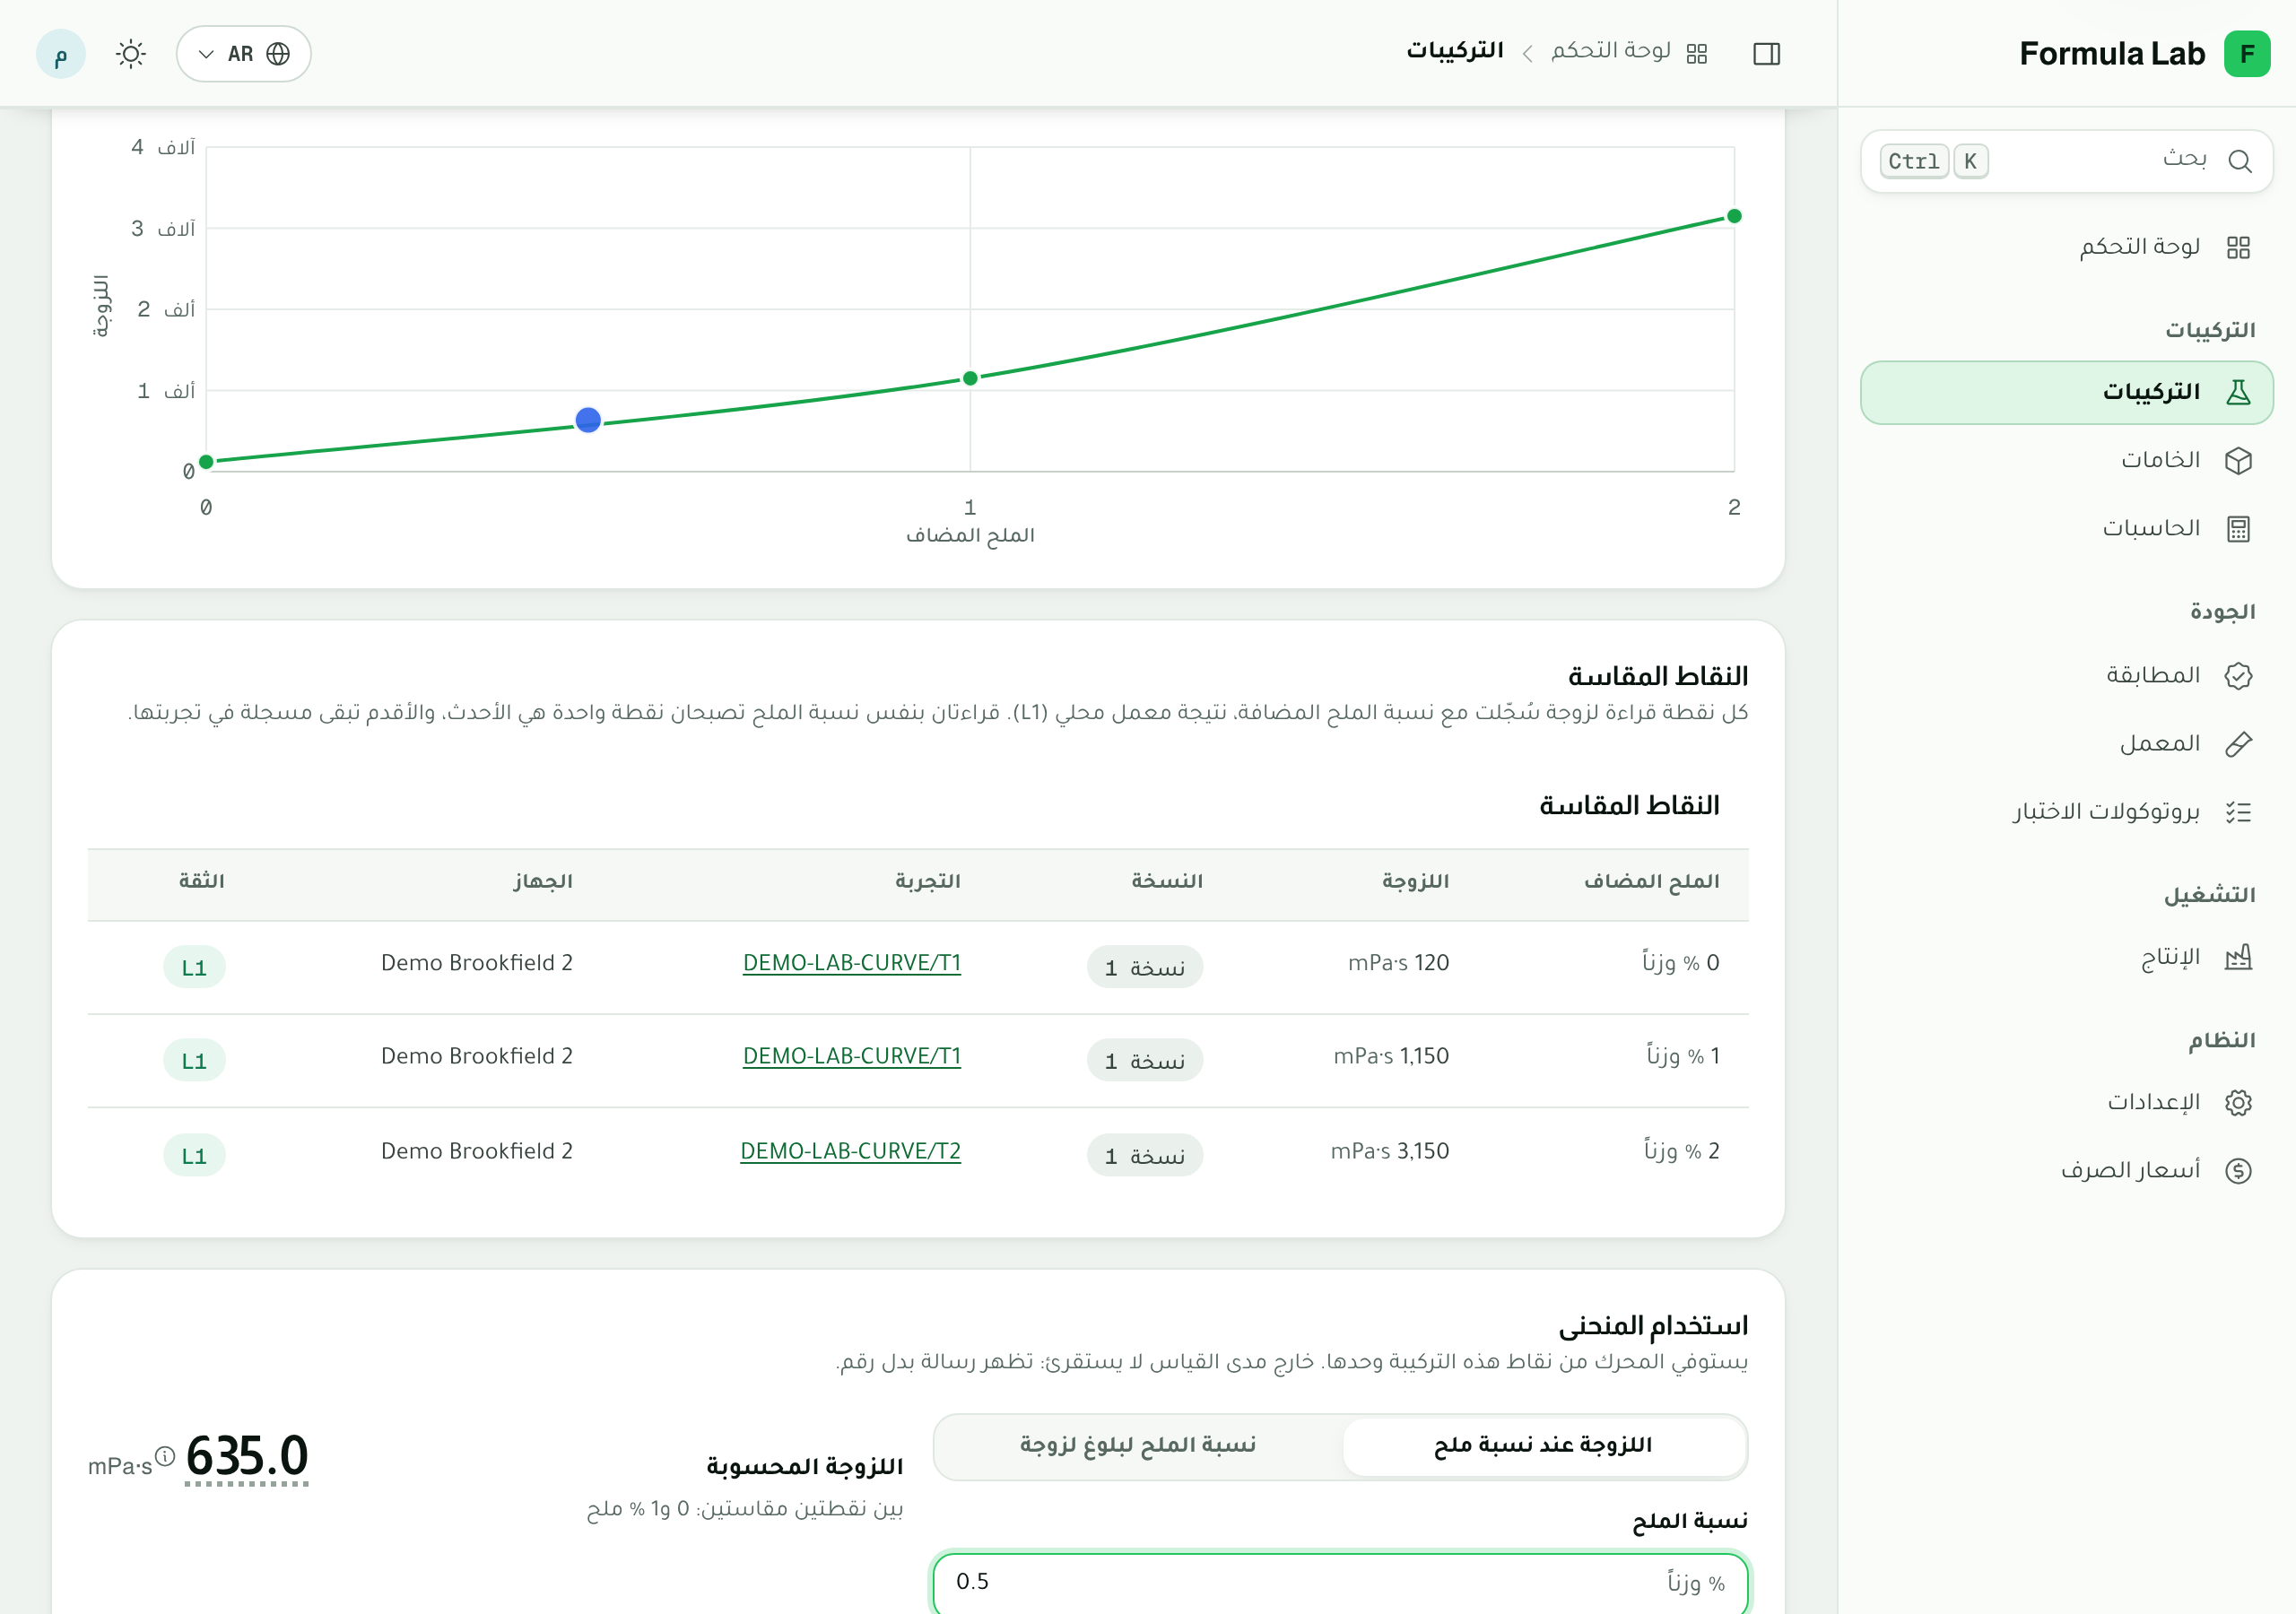 Formula Lab
F
بحث
Ctrl K
لوحة التحكم
التركيبات
التركيبات
الخامات
الحاسبات
الجودة
المطابقة
المعمل
بروتوكولات الاختبار
التشغيل
الإنتاج
النظام
الإعدادات
أسعار الصرف
لوحة التحكم
التركيبات
AR
م
4 آلاف
3 آلاف
2 ألف
1 ألف
0
اللزوجة
0 1 2
الملح المضاف
النقاط المقاسة
كل نقطة قراءة لزوجة سُجّلت مع نسبة الملح المضافة، نتيجة معمل محلي (L1). قراءتان بنفس نسبة الملح تصبحان نقطة واحدة هي الأحدث، والأقدم تبقى مسجلة في تجربتها.
النقاط المقاسة
الملح المضاف اللزوجة النسخة التجربة الجهاز الثقة
0 % وزناً 120 mPa·s نسخة 1 DEMO-LAB-CURVE/T1 Demo Brookfield 2 L1
1 % وزناً 1,150 mPa·s نسخة 1 DEMO-LAB-CURVE/T1 Demo Brookfield 2 L1
2 % وزناً 3,150 mPa·s نسخة 1 DEMO-LAB-CURVE/T2 Demo Brookfield 2 L1
استخدام المنحنى
يستوفي المحرك من نقاط هذه التركيبة وحدها. خارج مدى القياس لا يستقرئ: تظهر رسالة بدل رقم.
اللزوجة عند نسبة ملح
نسبة الملح لبلوغ لزوجة
نسبة الملح
% وزناً 0.5
اللزوجة المحسوبة
بين نقطتين مقاستين: 0 و1 % ملح
635.0 mPa·s